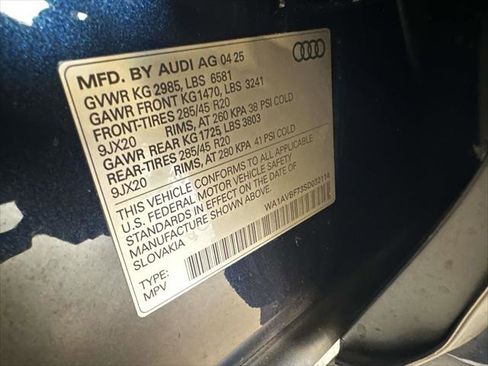 MFD. BY AUDI AG 04 25
GVWR KG 2985, LBS 6581
GAWR FRONT KG1470, LBS 3241
FRONT-TIRES 285/45 R20
9JX20 RIMS, AT 260 KPA 38 PSI COLD
GAWR REAR KG 1725, LBS 3803
REAR-TIRES 285/45 R20
9JX20 RIMS, AT 280 KPA 41 PSI COLD
THIS VEHICLE CONFORMS TO ALL APPLICABLE
U.S. FEDERAL MOTOR VEHICLE SAFETY
STANDARDS IN EFFECT ON THE DATE OF
MANUFACTURE SHOWN ABOVE.
SLOVAKIA
WA1AVBF73SD032114
TYPE:
MPV